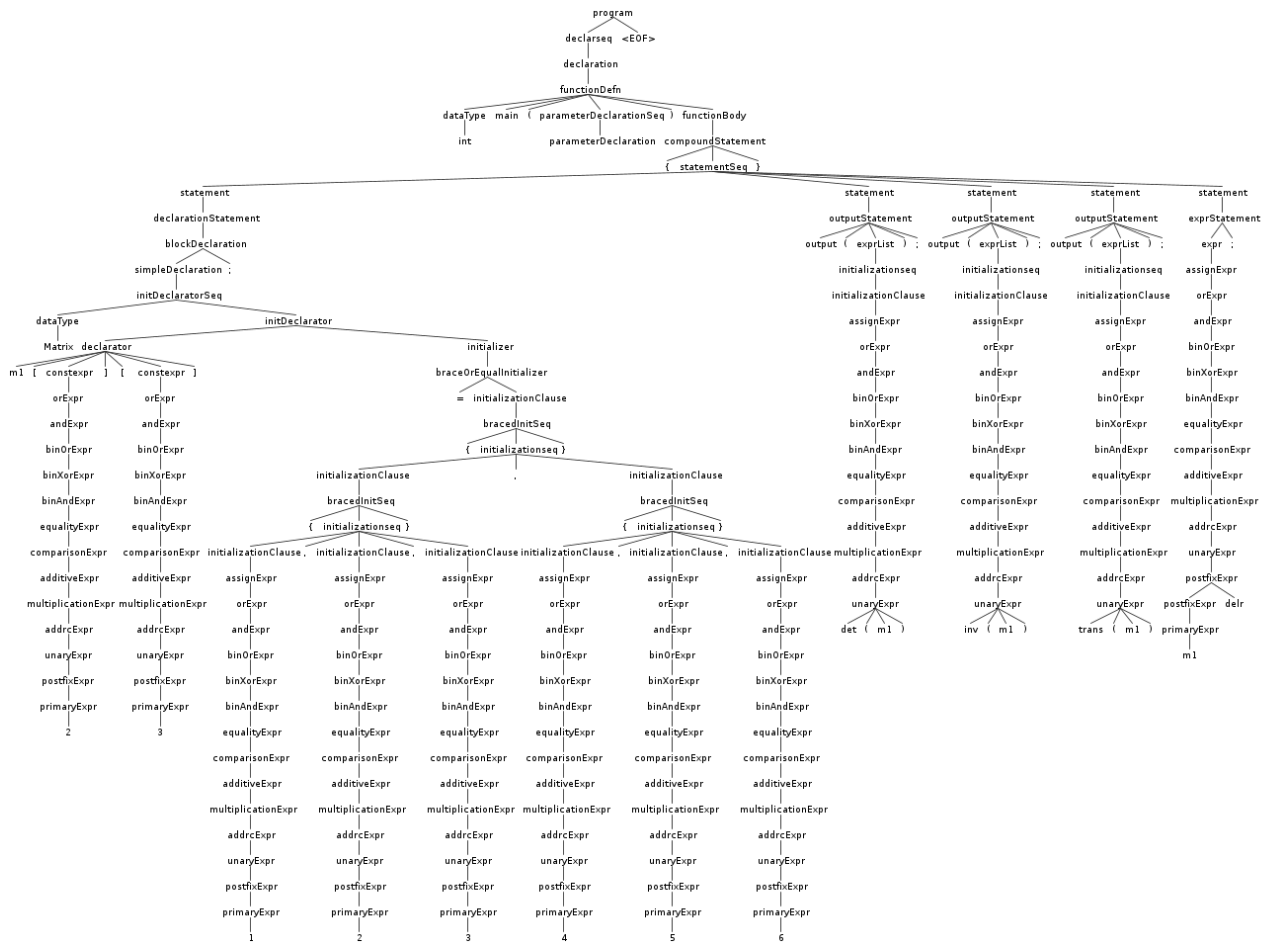 program
declarseq <EOF>
declaration
functionDefn
dataType main ( parameterDeclarationSeq ) functionBody
int parameterDeclaration compoundStatement
{ statementSeq }
statement statement statement statement statement
declarationStatement outputStatement outputStatement outputStatement exprStatement
blockDeclaration output ( exprList ) ; output ( exprList ) ; output ( exprList ) ; expr ;
simpleDeclaration ; initializationseq initializationseq initializationseq assignExpr
initDeclaratorSeq initializationClause initializationClause initializationClause orExpr
dataType initDeclarator assignExpr assignExpr assignExpr andExpr
Matrix declarator initializer orExpr orExpr orExpr binOrExpr
m1 [ constexpr ] [ constexpr ] braceOrEqualInitializer andExpr andExpr andExpr binXorExpr
orExpr orExpr = initializationClause binOrExpr binOrExpr binOrExpr binAndExpr
andExpr andExpr bracedInitSeq binXorExpr binXorExpr binXorExpr equalityExpr
binOrExpr binOrExpr { initializationseq } binAndExpr binAndExpr binAndExpr comparisonExpr
binXorExpr binXorExpr initializationClause , initializationClause equalityExpr equalityExpr equalityExpr additiveExpr
binAndExpr binAndExpr bracedInitSeq bracedInitSeq comparisonExpr comparisonExpr comparisonExpr multiplicationExpr
equalityExpr equalityExpr { initializationseq } { initializationseq } additiveExpr additiveExpr additiveExpr addrcExpr
comparisonExpr comparisonExpr initializationClause , initializationClause , initializationClause initializationClause , initializationClause , initializationClause multiplicationExpr multiplicationExpr multiplicationExpr unaryExpr
additiveExpr additiveExpr assignExpr assignExpr assignExpr assignExpr assignExpr assignExpr addrcExpr addrcExpr addrcExpr postfixExpr
multiplicationExpr multiplicationExpr orExpr orExpr orExpr orExpr orExpr orExpr unaryExpr unaryExpr unaryExpr postfixExpr delr
addrcExpr addrcExpr andExpr andExpr andExpr andExpr andExpr andExpr det ( m1 ) inv ( m1 ) trans ( m1 ) primaryExpr
unaryExpr unaryExpr binOrExpr binOrExpr binOrExpr binOrExpr binOrExpr binOrExpr m1
postfixExpr postfixExpr binXorExpr binXorExpr binXorExpr binXorExpr binXorExpr binXorExpr
primaryExpr primaryExpr binAndExpr binAndExpr binAndExpr binAndExpr binAndExpr binAndExpr
2 3 equalityExpr equalityExpr equalityExpr equalityExpr equalityExpr equalityExpr
comparisonExpr comparisonExpr comparisonExpr comparisonExpr comparisonExpr comparisonExpr
additiveExpr additiveExpr additiveExpr additiveExpr additiveExpr additiveExpr
multiplicationExpr multiplicationExpr multiplicationExpr multiplicationExpr multiplicationExpr multiplicationExpr
addrcExpr addrcExpr addrcExpr addrcExpr addrcExpr addrcExpr
unaryExpr unaryExpr unaryExpr unaryExpr unaryExpr unaryExpr
postfixExpr postfixExpr postfixExpr postfixExpr postfixExpr postfixExpr
primaryExpr primaryExpr primaryExpr primaryExpr primaryExpr primaryExpr
1 2 3 4 5 6